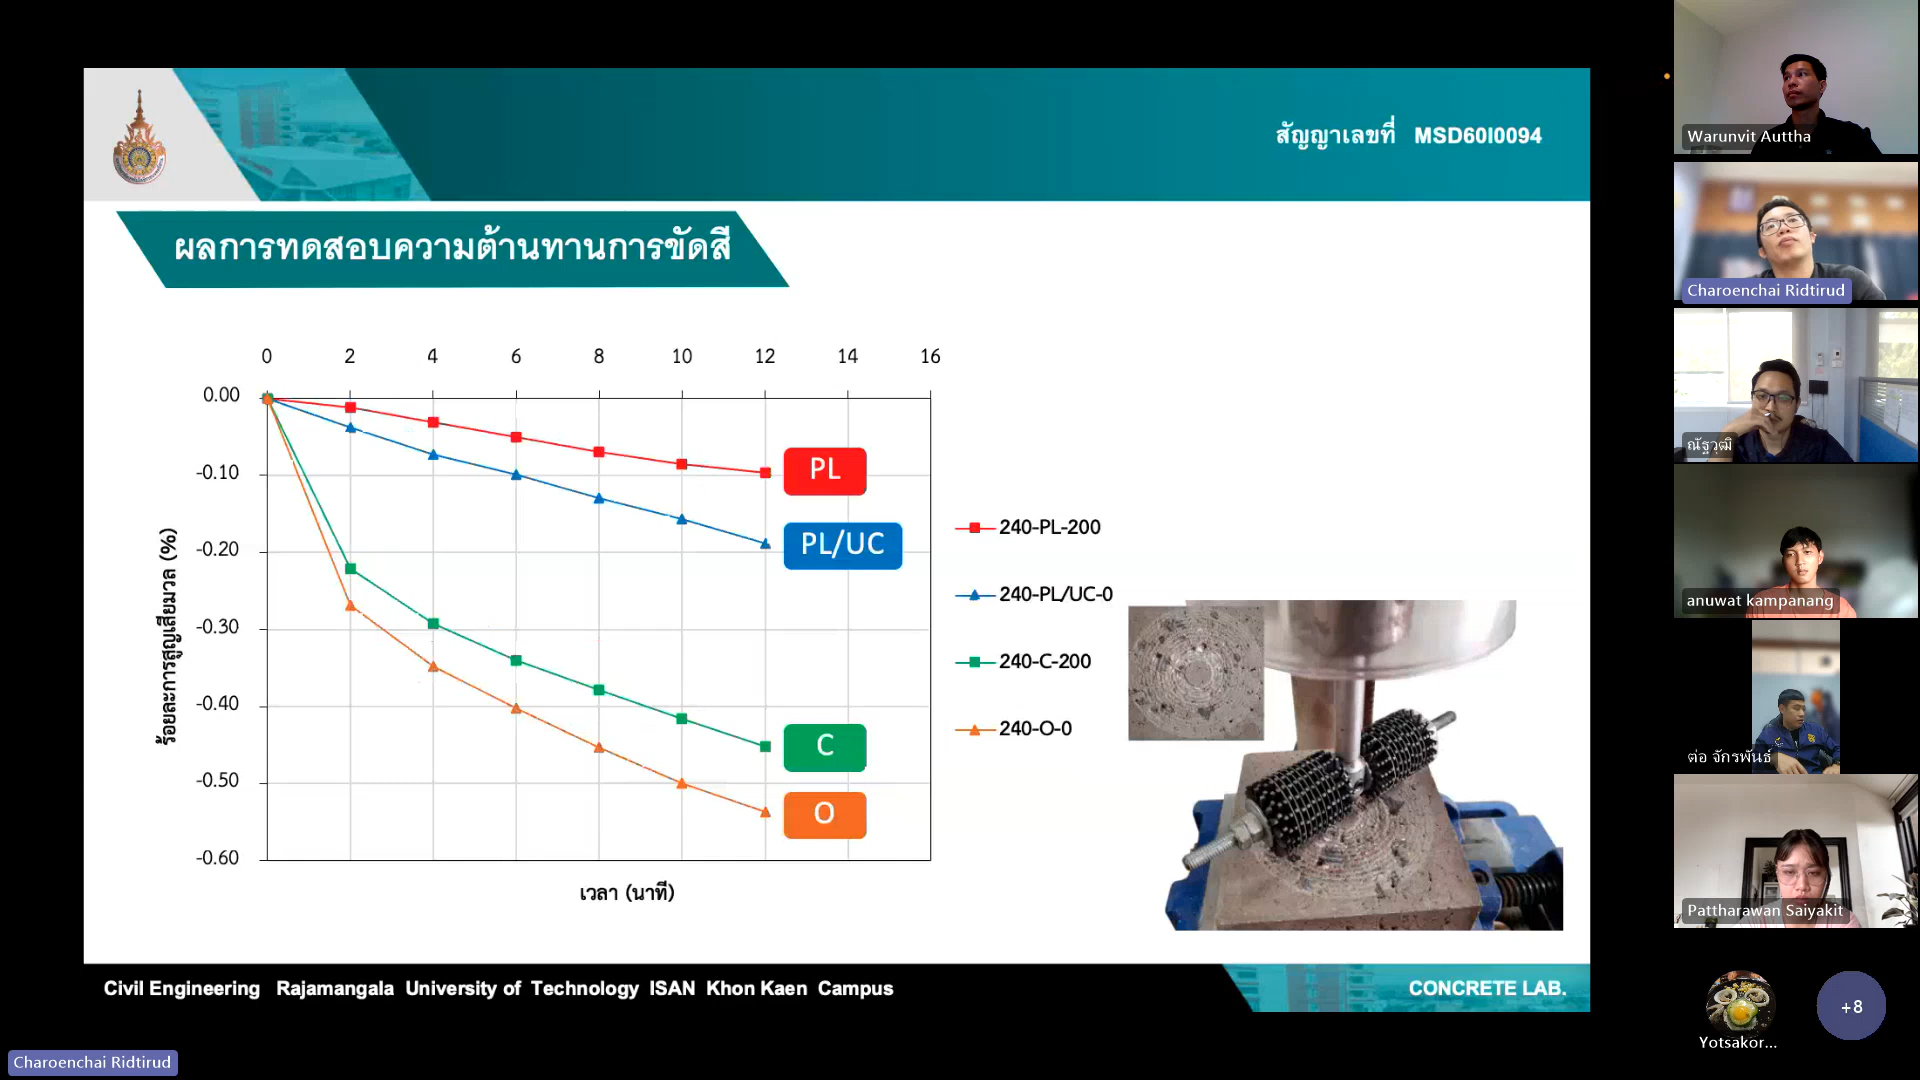 สัญญาเลขที่ MSD60I0094
ผลการทดสอบความต้านทานการขัดสี
0 2 4 6 8 10 12 14 16
0.00
-0.10
-0.20
-0.30
-0.40
-0.50
-0.60
ร้อยละการสูญเสียมวล (%)
เวลา (นาที)
PL
PL/UC
C
O
240-PL-200
240-PL/UC-0
240-C-200
240-O-0
Civil Engineering Rajamangala University of Technology ISAN Khon Kaen Campus
CONCRETE LAB.
Charoenchai Ridtirud
Warunvit Auttha
Charoenchai Ridtirud
ณัฐวุฒิ
anuwat kampanang
ต่อ จักรพันธ์
Pattharawan Saiyakit
Yotsakor...
+8